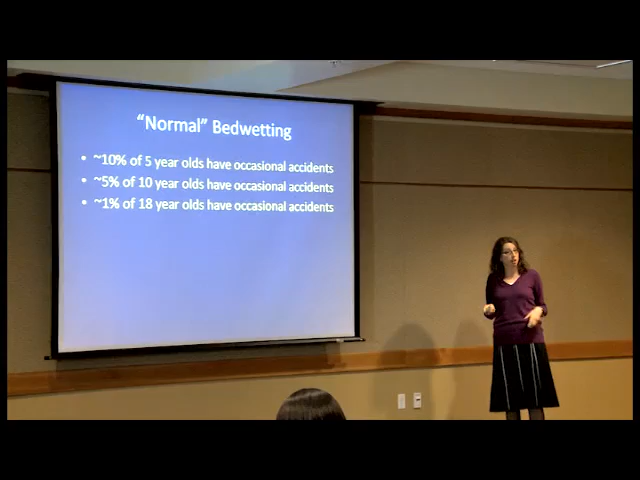 “Normal” Bedwetting
• ~10% of 5 year olds have occasional accidents
• ~5% of 10 year olds have occasional accidents
• ~1% of 18 year olds have occasional accidents